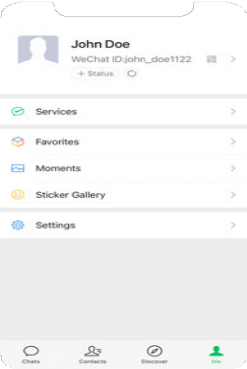 John Doe
WeChat ID:john_doe1122
+ Status
Services
Favorites
Moments
Sticker Gallery
Settings
Chats
Contacts
Discover
Me